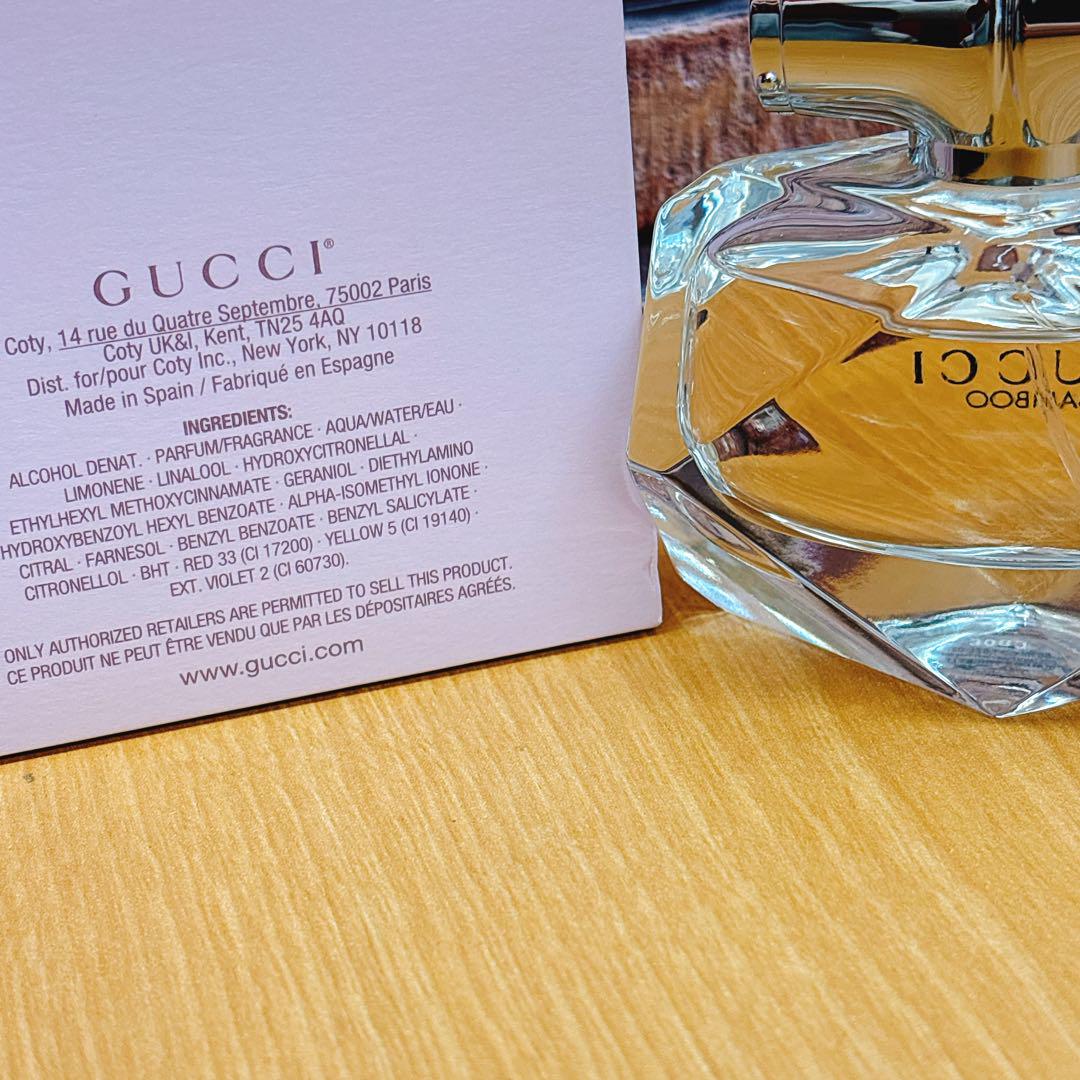 GUCCI®
Coty, 14 rue du Quatre Septembre, 75002 Paris
Coty UK&I, Kent, TN25 4AQ
Dist. for/pour Coty Inc., New York, NY 10118
Made in Spain / Fabriqué en Espagne
INGREDIENTS:
ALCOHOL DENAT. · PARFUM/FRAGRANCE · AQUA/WATER/EAU ·
LIMONENE · LINALOOL · HYDROXYCITRONELLAL ·
ETHYLHEXYL METHOXYCINNAMATE · GERANIOL · DIETHYLAMINO
HYDROXYBENZOYL HEXYL BENZOATE · ALPHA-ISOMETHYL IONONE ·
CITRAL · FARNESOL · BENZYL BENZOATE · BENZYL SALICYLATE ·
CITRONELLOL · BHT · RED 33 (CI 17200) · YELLOW 5 (CI 19140) ·
EXT. VIOLET 2 (CI 60730).
ONLY AUTHORIZED RETAILERS ARE PERMITTED TO SELL THIS PRODUCT.
CE PRODUIT NE PEUT ÊTRE VENDU QUE PAR LES DÉPOSITAIRES AGRÉÉS.
www.gucci.com
UCCI
BAMBOO